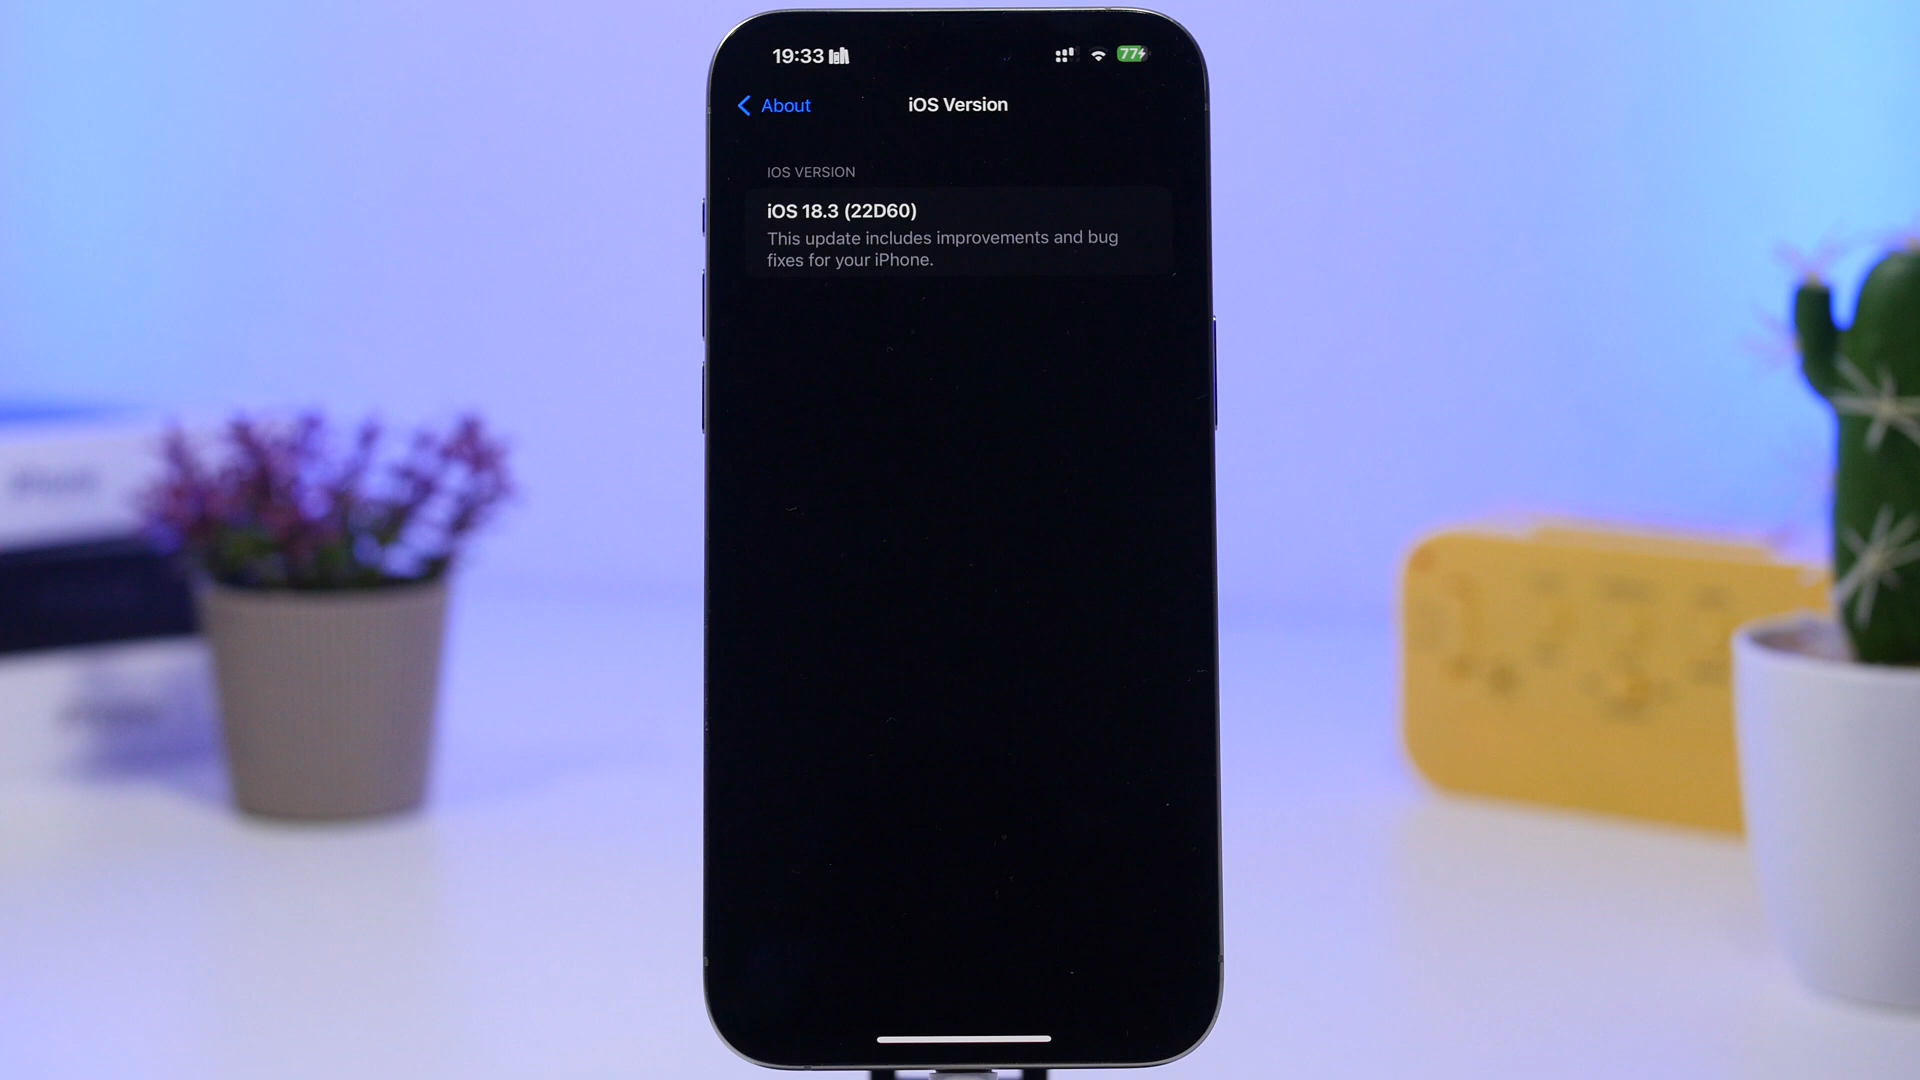 19:33 77
About iOS Version
IOS VERSION
iOS 18.3 (22D60)
This update includes improvements and bug
fixes for your iPhone.